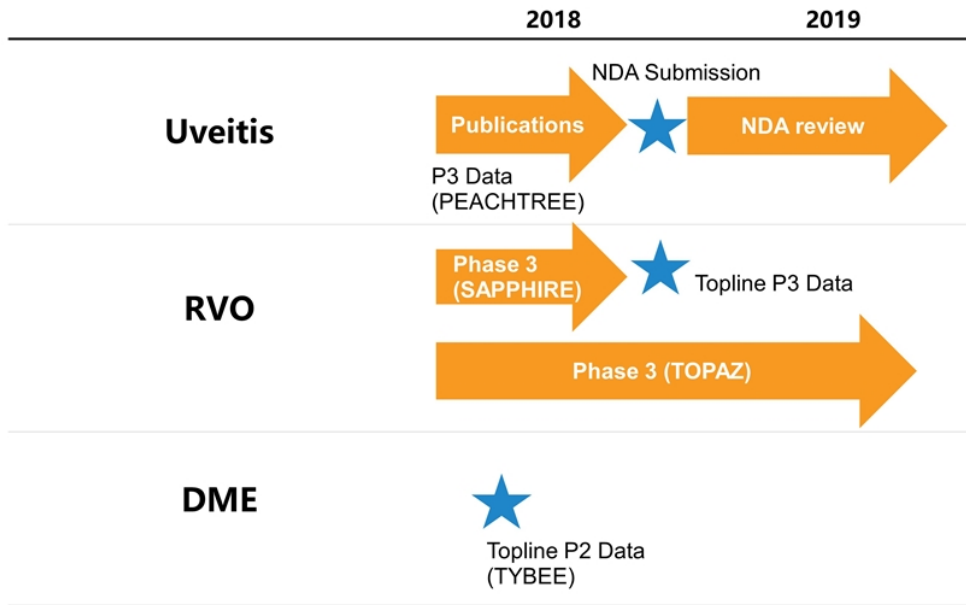 2018 2019
NDA Submission
Uveitis
Publications
NDA review
P3 Data
(PEACHTREE)
RVO
Phase 3
(SAPPHIRE)
Topline P3 Data
Phase 3 (TOPAZ)
DME
Topline P2 Data
(TYBEE)